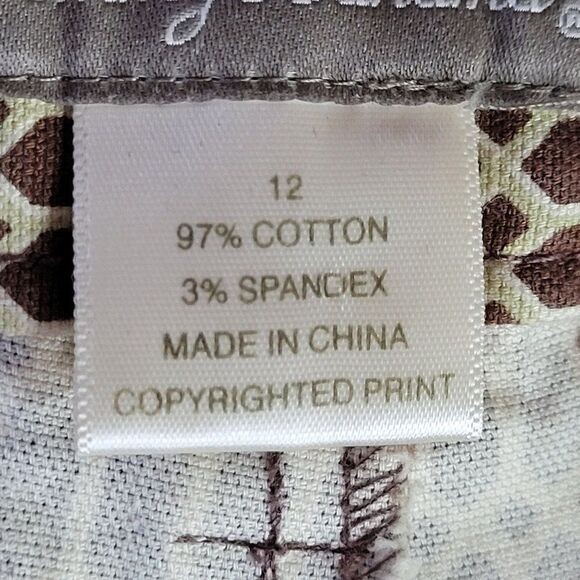 12
97% COTTON
3% SPANDEX
MADE IN CHINA
COPYRIGHTED PRINT